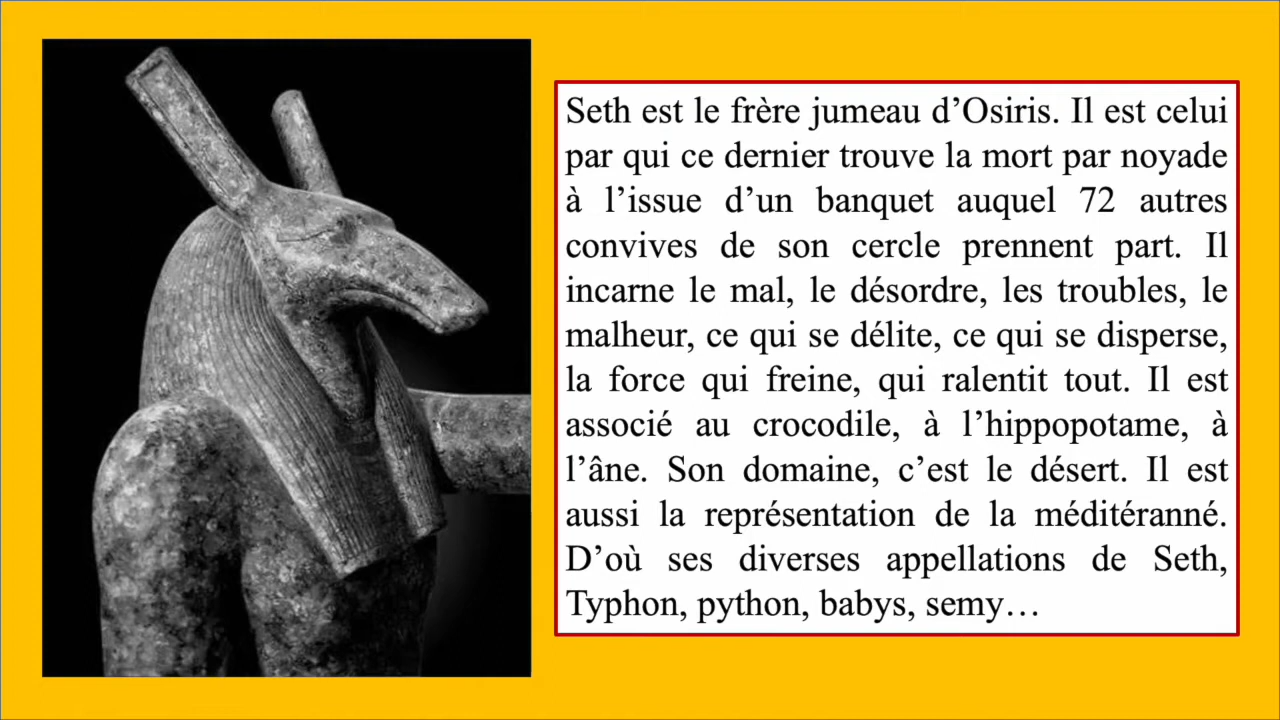 Seth est le frère jumeau d’Osiris. Il est celui
par qui ce dernier trouve la mort par noyade
à l’issue d’un banquet auquel 72 autres
convives de son cercle prennent part. Il
incarne le mal, le désordre, les troubles, le
malheur, ce qui se délite, ce qui se disperse,
la force qui freine, qui ralentit tout. Il est
associé au crocodile, à l’hippopotame, à
l’âne. Son domaine, c’est le désert. Il est
aussi la représentation de la méditéranné.
D’où ses diverses appellations de Seth,
Typhon, python, babys, semy…